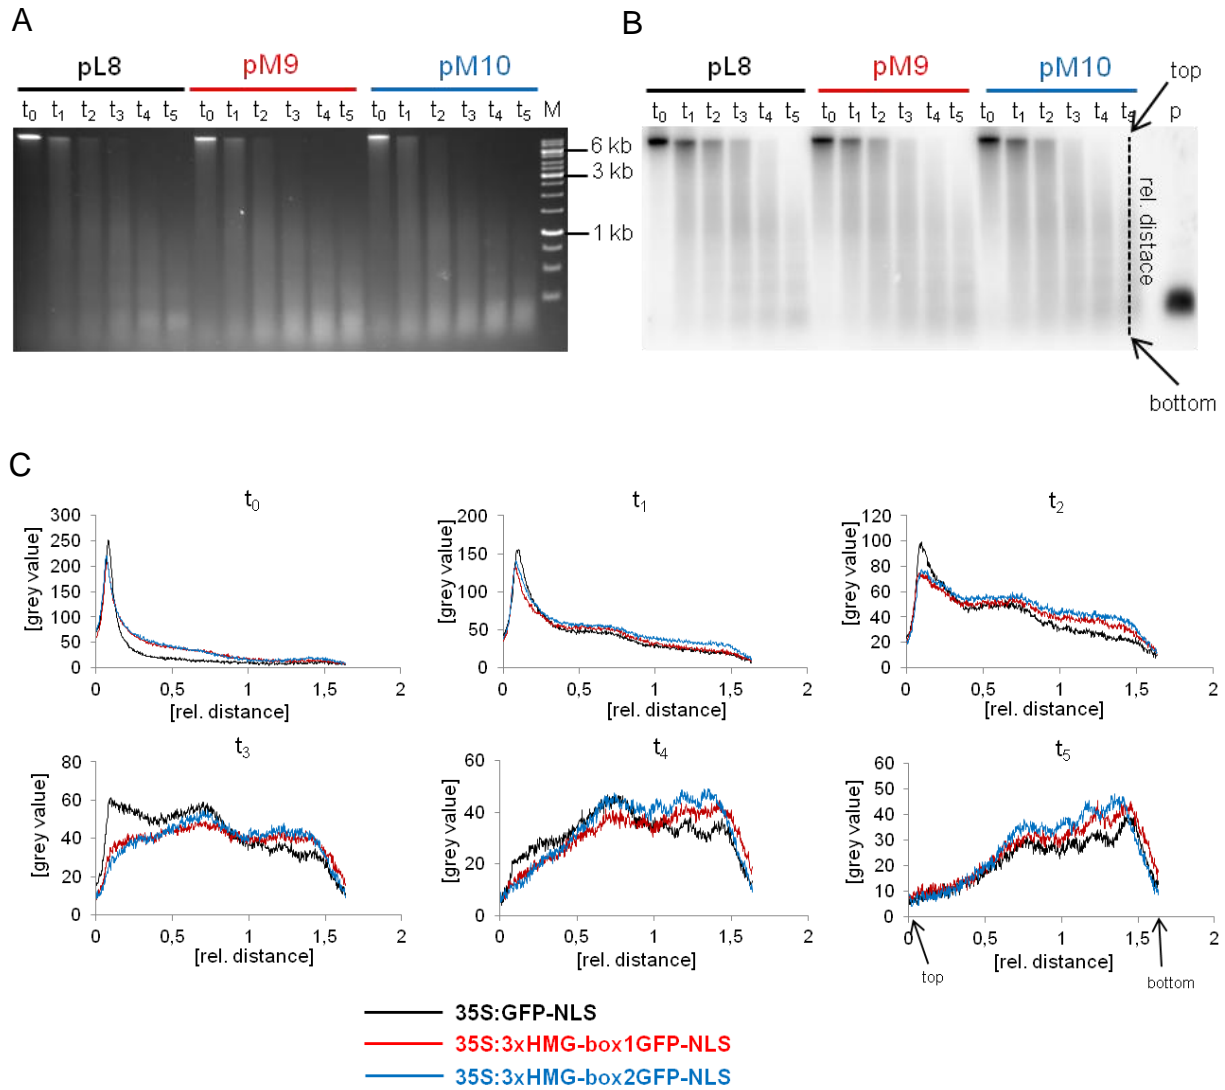 A
pL8 pM9 pM10
t0 t1 t2 t3 t4 t5 t0 t1 t2 t3 t4 t5 t0 t1 t2 t3 t4 t5 M
6 kb
3 kb
1 kb
B
pL8 pM9 pM10 top
t0 t1 t2 t3 t4 t5 t0 t1 t2 t3 t4 t5 t0 t1 t2 t3 t4 t5 p
rel. distace
bottom
C
t0
300
250
200
150
100
50
0
[grey value]
0 0,5 1 1,5 2
[rel. distance]
t1
200
150
100
50
0
[grey value]
0 0,5 1 1,5 2
[rel. distance]
t2
120
100
80
60
40
20
0
[grey value]
0 0,5 1 1,5 2
[rel. distance]
t3
80
60
40
20
0
[grey value]
0 0,5 1 1,5 2
[rel. distance]
t4
60
40
20
0
[grey value]
0 0,5 1 1,5 2
[rel. distance]
t5
60
50
40
30
20
10
0
[grey value]
0 0,5 1 1,5 2
[rel. distance]
top
bottom
35S:GFP-NLS
35S:3xHMG-box1GFP-NLS
35S:3xHMG-box2GFP-NLS